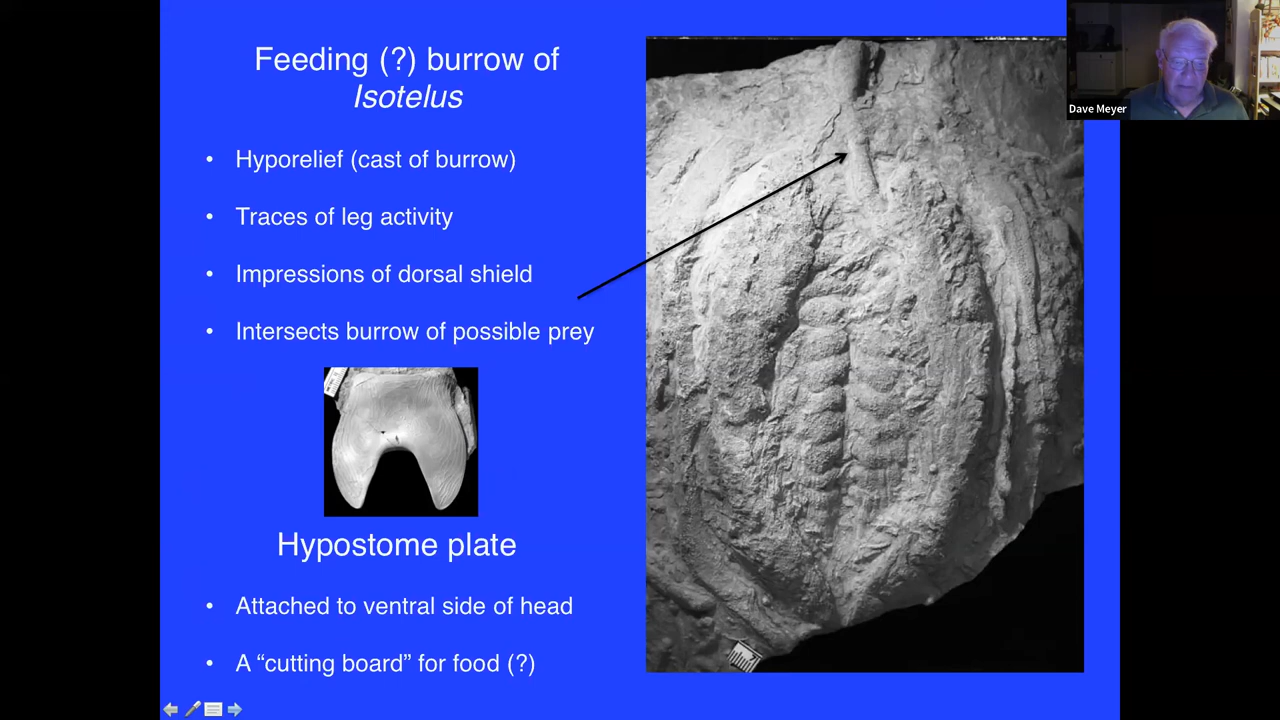 Feeding (?) burrow of
Isotelus
• Hyporelief (cast of burrow)
• Traces of leg activity
• Impressions of dorsal shield
• Intersects burrow of possible prey
Hypostome plate
• Attached to ventral side of head
• A “cutting board” for food (?)
Dave Meyer